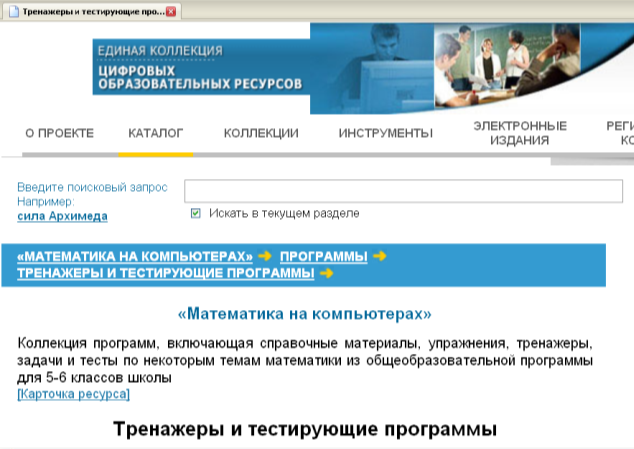 Тренажеры и тестирующие про...
ЕДИНАЯ КОЛЛЕКЦИЯ
ЦИФРОВЫХ
ОБРАЗОВАТЕЛЬНЫХ РЕСУРСОВ
О ПРОЕКТЕ КАТАЛОГ КОЛЛЕКЦИИ ИНСТРУМЕНТЫ ЭЛЕКТРОННЫЕ ИЗДАНИЯ РЕГИ
КО
Введите поисковый запрос
Например:
сила Архимеда
Искать в текущем разделе
«МАТЕМАТИКА НА КОМПЬЮТЕРАХ» ➔ ПРОГРАММЫ ➔
ТРЕНАЖЕРЫ И ТЕСТИРУЮЩИЕ ПРОГРАММЫ ➔
«Математика на компьютерах»
Коллекция программ, включающая справочные материалы, упражнения, тренажеры,
задачи и тесты по некоторым темам математики из общеобразовательной программы
для 5-6 классов школы
[Карточка ресурса]
Тренажеры и тестирующие программы